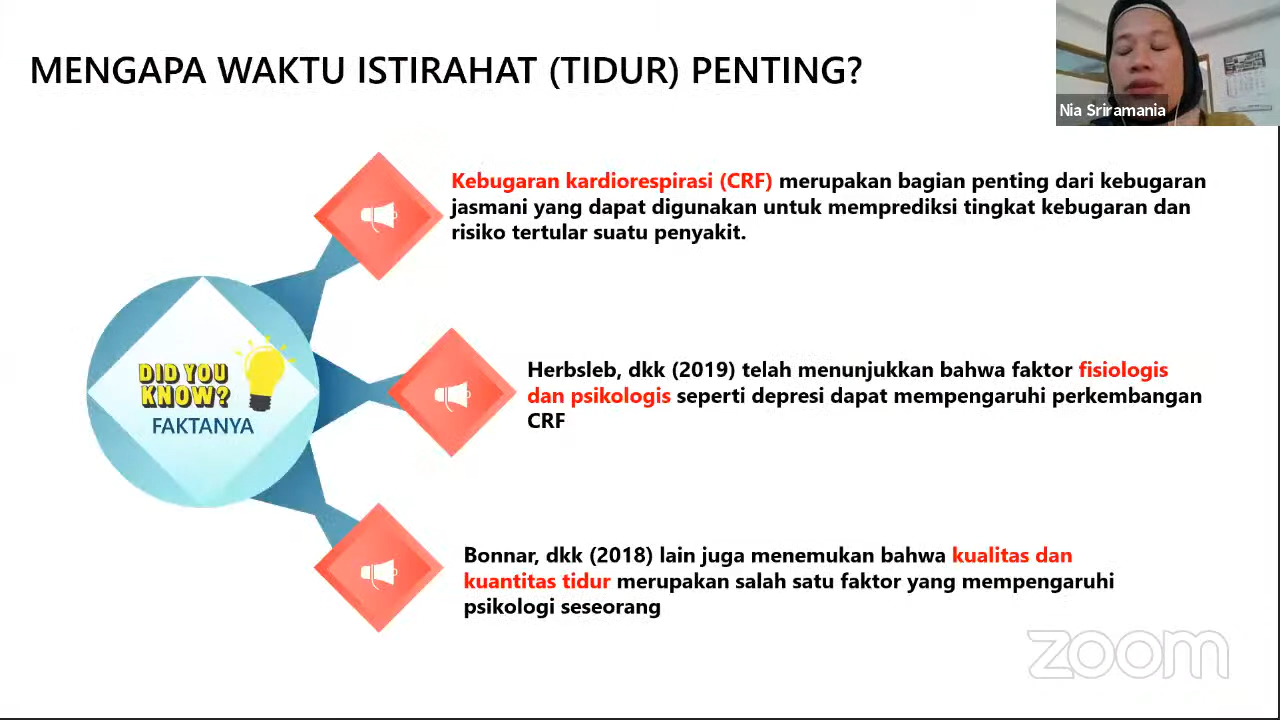 MENGAPA WAKTU ISTIRAHAT (TIDUR) PENTING?
Nia Sriramania
Kebugaran kardiorespirasi (CRF) merupakan bagian penting dari kebugaran
jasmani yang dapat digunakan untuk memprediksi tingkat kebugaran dan
risiko tertular suatu penyakit.
DID YOU
KNOW?
FAKTANYA
Herbsleb, dkk (2019) telah menunjukkan bahwa faktor fisiologis
dan psikologis seperti depresi dapat mempengaruhi perkembangan
CRF
Bonnar, dkk (2018) lain juga menemukan bahwa kualitas dan
kuantitas tidur merupakan salah satu faktor yang mempengaruhi
psikologi seseorang
zoom